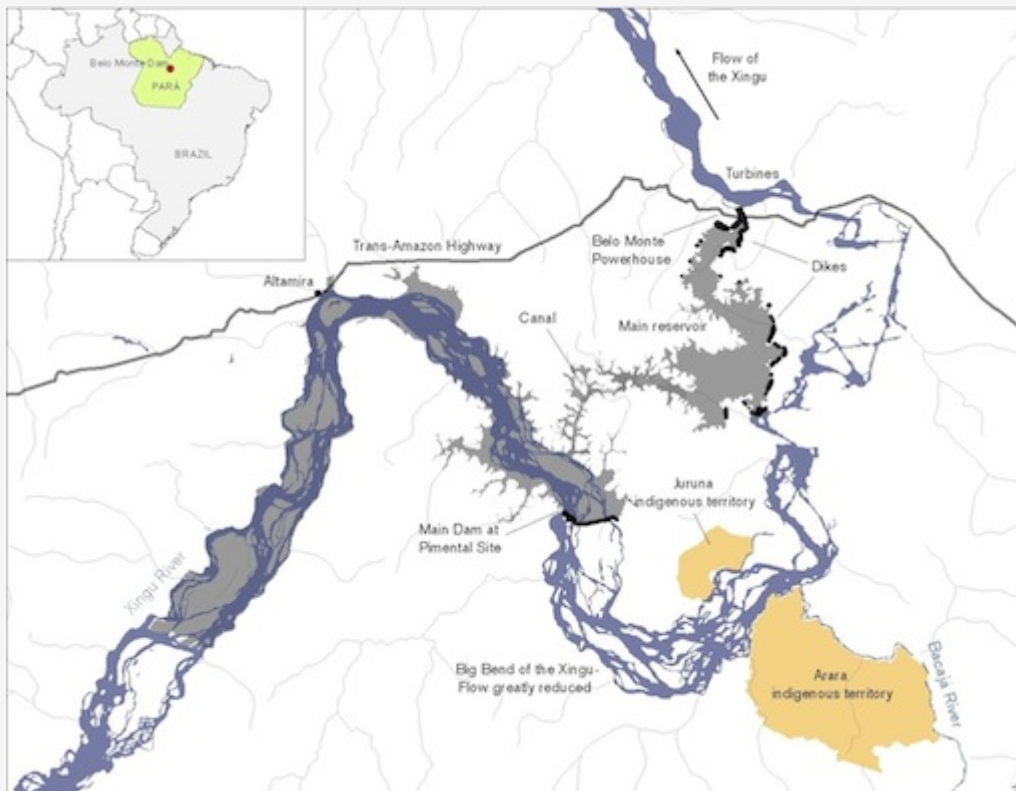 Belo Monte Dam
PARÁ
BRAZIL
Flow of
the Xingu
Turbines
Trans-Amazon Highway
Belo Monte
Powerhouse
Dikes
Altamira
Canal
Main reservoir
Juruna
indigenous territory
Main Dam at
Pimental Site
Xingu River
Big Bend of the Xingu-
Flow greatly reduced
Arara
indigenous territory
Bacajá River